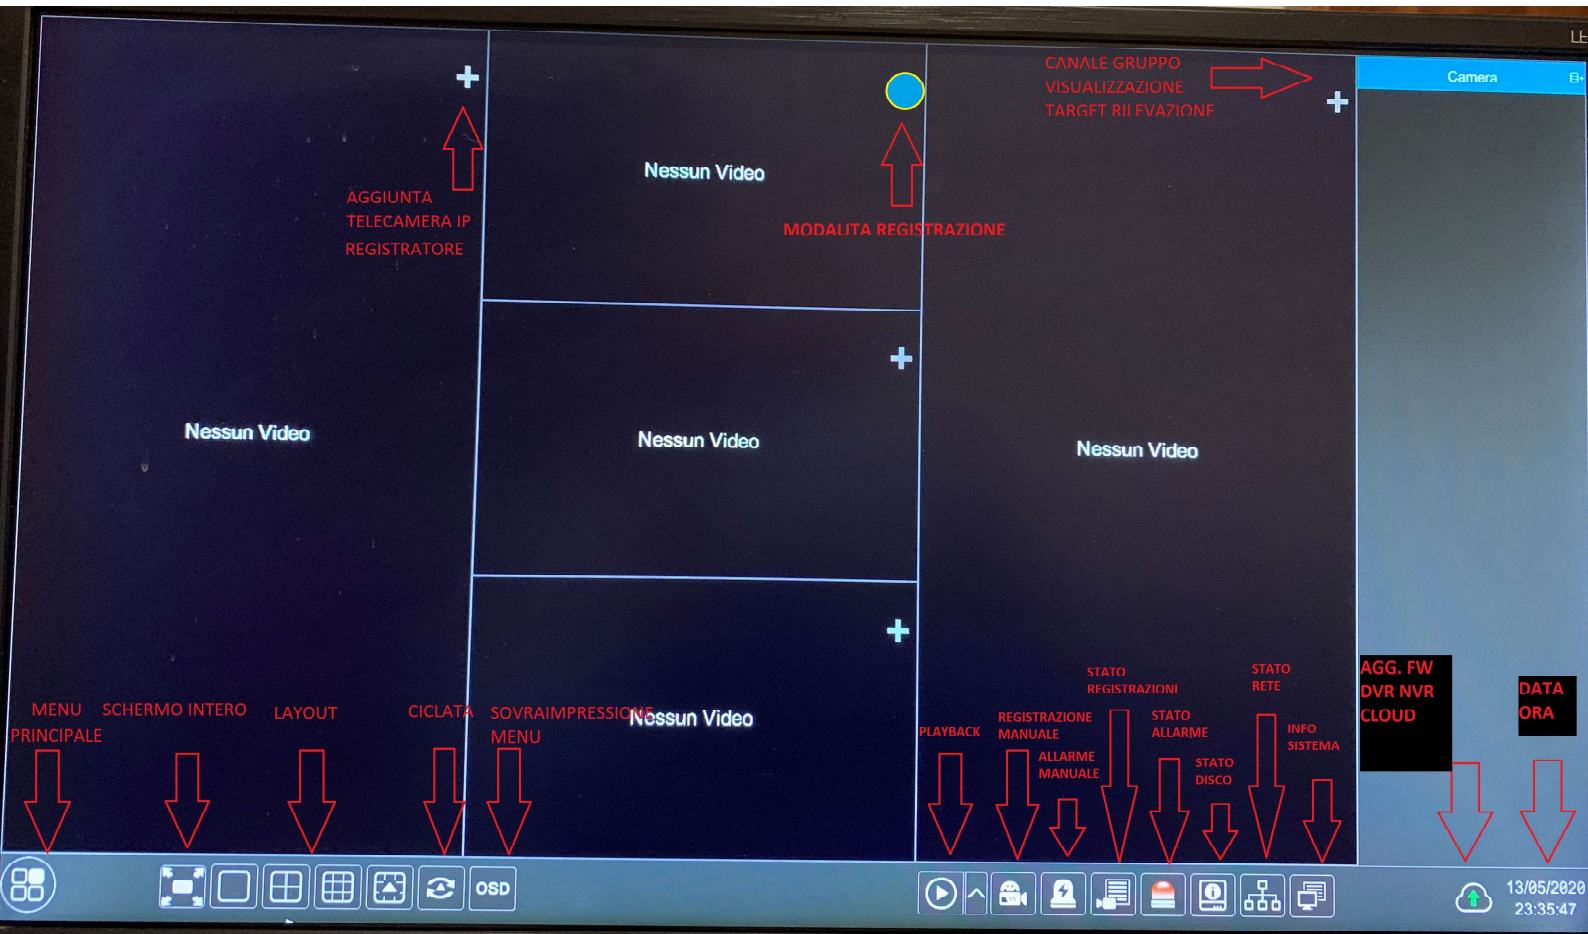 LE
Camera
CANALE GRUPPO
VISUALIZZAZIONE
TARGET RILEVAZIONE
Nessun Video
AGGIUNTA
TELECAMERA IP
REGISTRATORE
MODALITA REGISTRAZIONE
Nessun Video
Nessun Video
Nessun Video
MENU
PRINCIPALE
SCHERMO INTERO
LAYOUT
CICLATA
SOVRAIMPRESSIONE
MENU
Nessun Video
PLAYBACK
REGISTRAZIONE
MANUALE
ALLARME
MANUALE
STATO
REGISTRAZIONI
STATO
ALLARME
STATO
DISCO
STATO
RETE
INFO
SISTEMA
AGG. FW
DVR NVR
CLOUD
DATA
ORA
OSD
13/05/2020
23:35:47